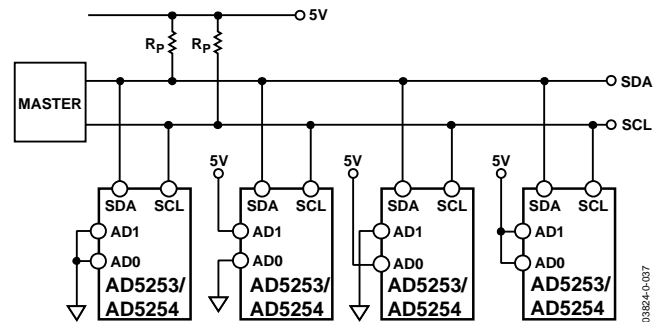 5V
RP RP
SDA
MASTER
SCL
5V 5V 5V
SDA SCL SDA SCL SDA SCL SDA SCL
AD1 AD1 AD1 AD1
AD0 AD0 AD0 AD0
AD5253/ AD5253/ AD5253/ AD5253/
AD5254 AD5254 AD5254 AD5254
03824-0-037